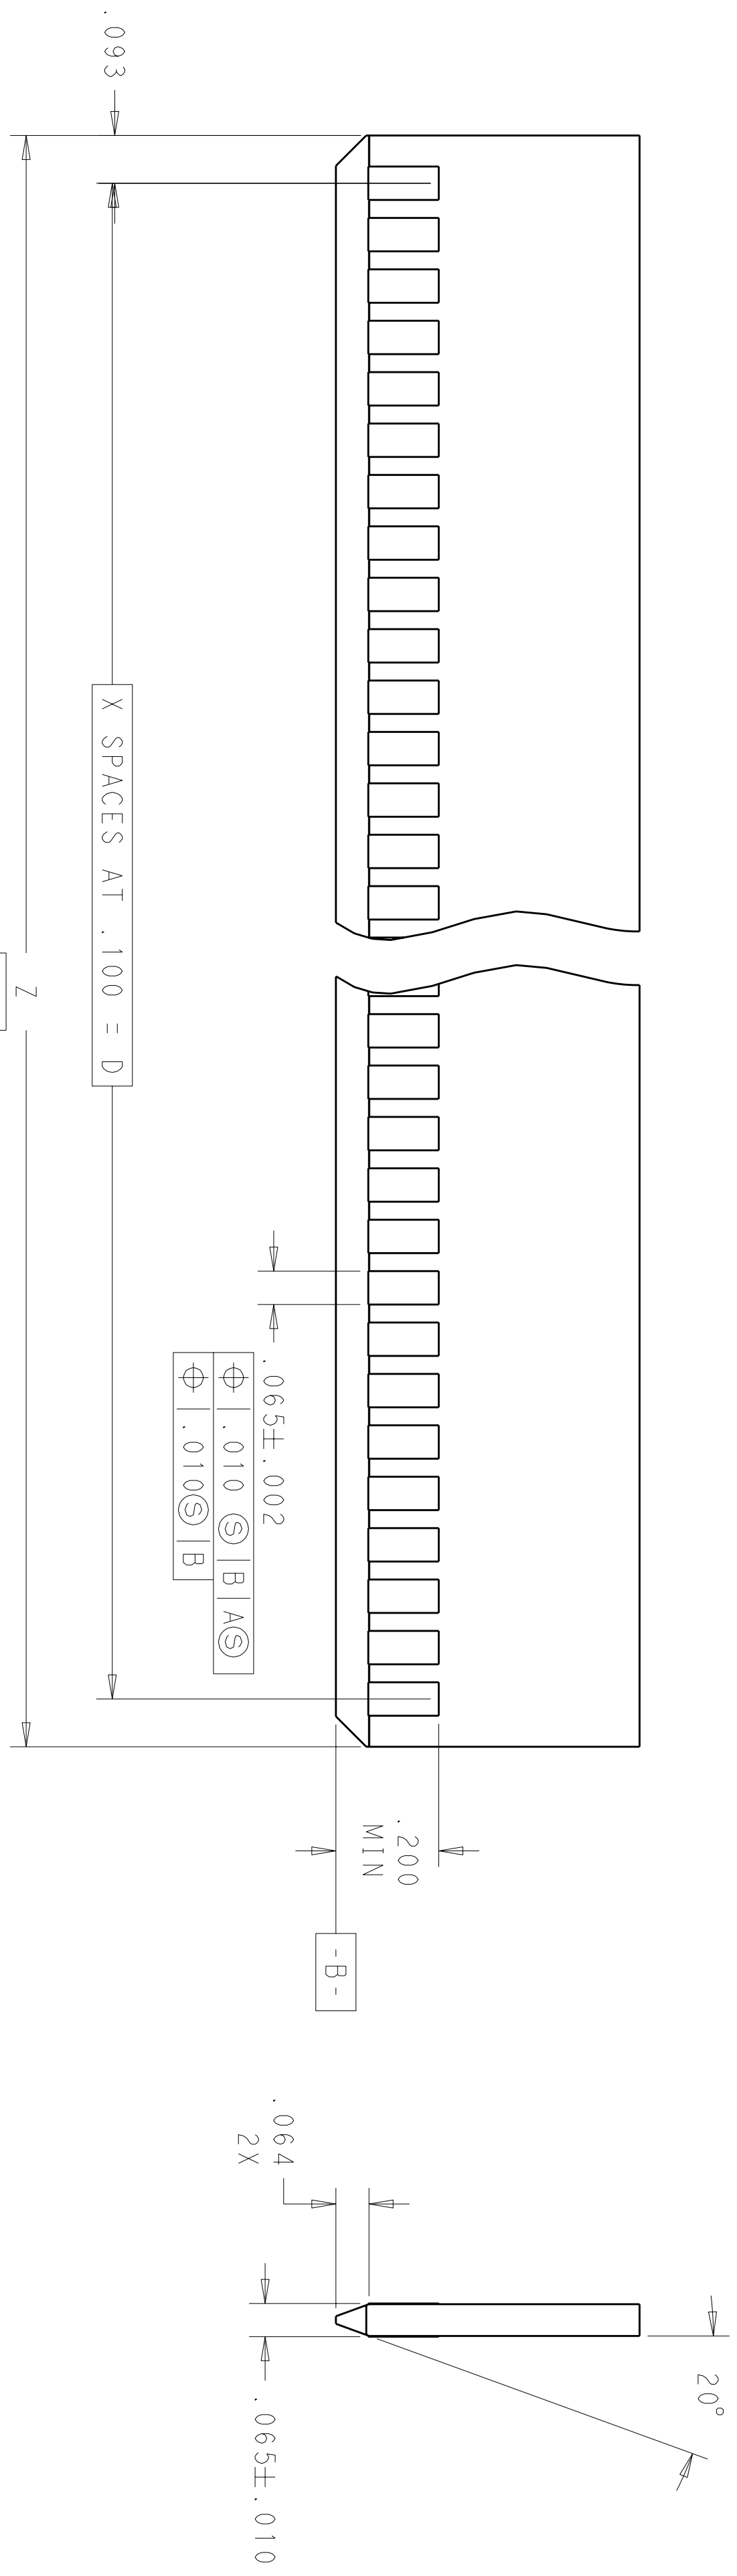 .093
Z
X SPACES AT .100 = D
.065±.002
⌖ .010 Ⓢ B A Ⓢ
⌖ .010 Ⓢ B
.200
MIN
-B-
.064
2X
.065±.010
20°